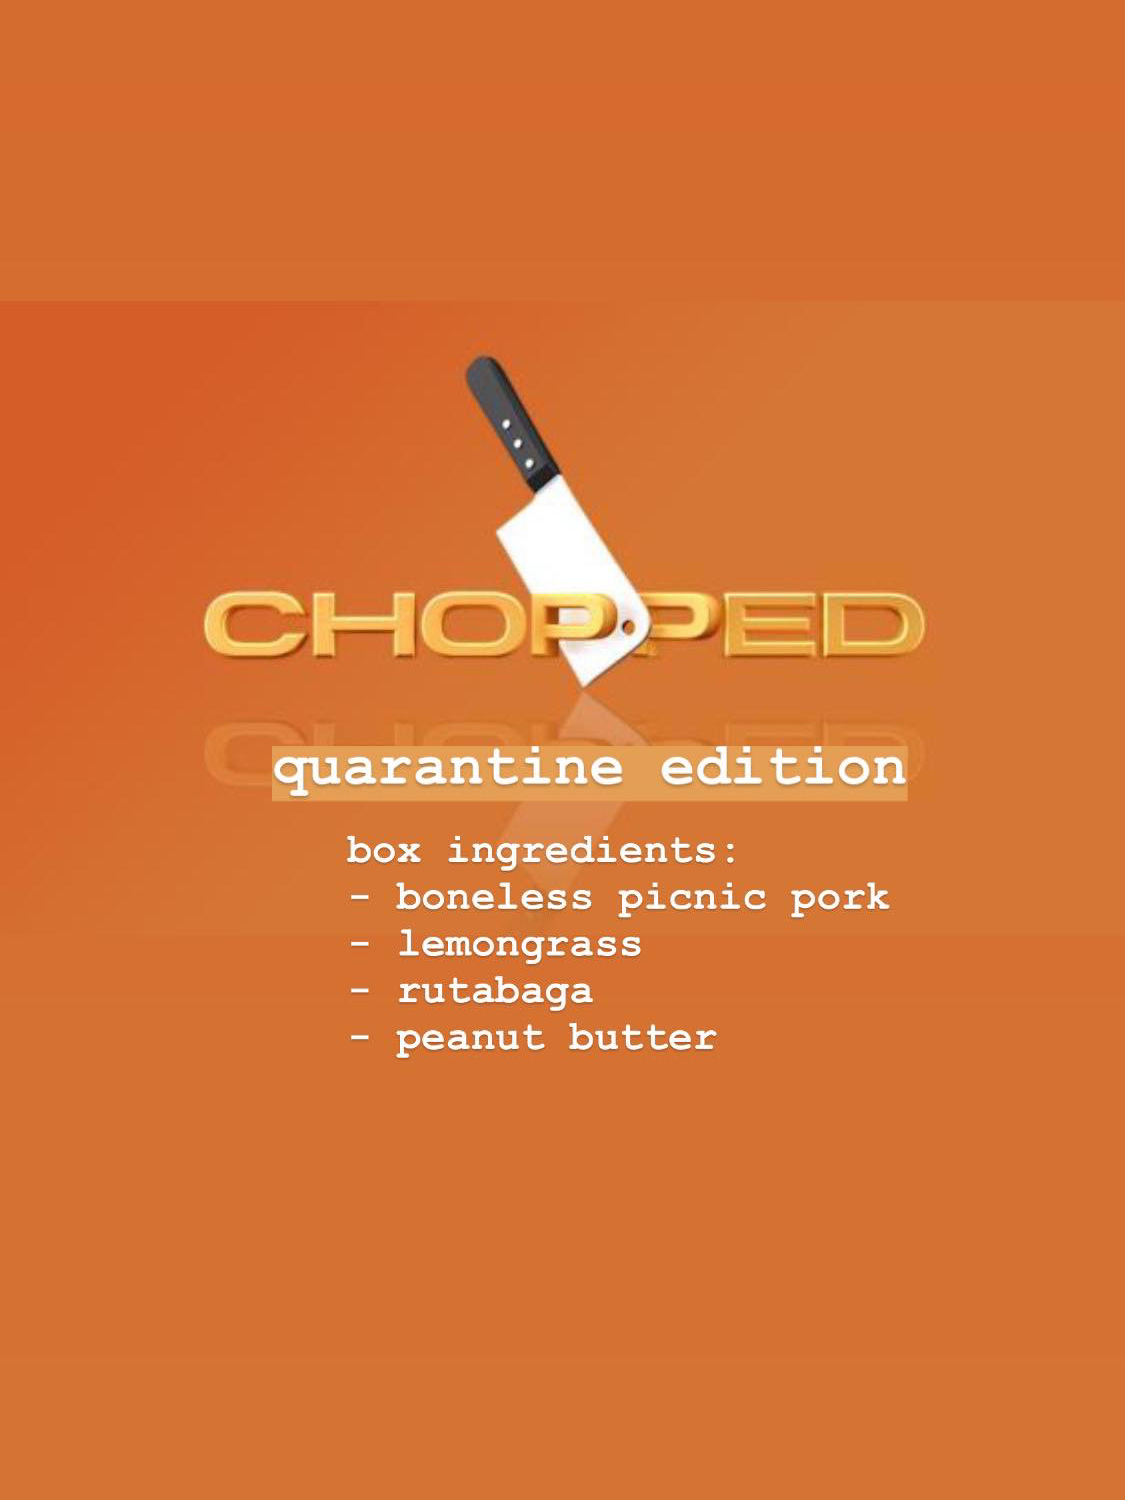 CHOPPED
quarantine edition
box ingredients:
- boneless picnic pork
- lemongrass
- rutabaga
- peanut butter